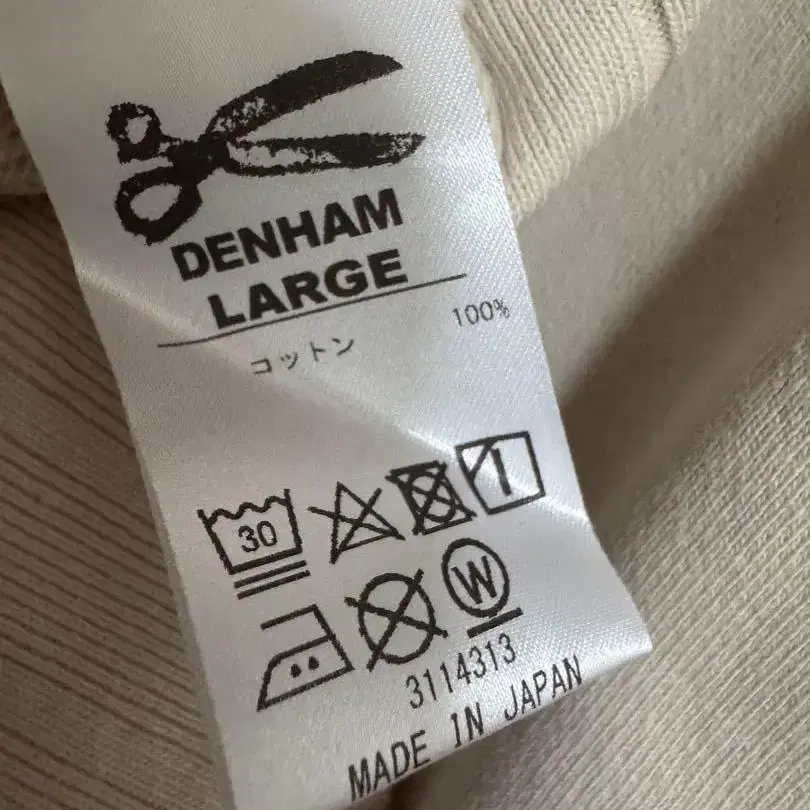 DENHAM
LARGE
コットン 100%
30
W
3114313
MADE IN JAPAN